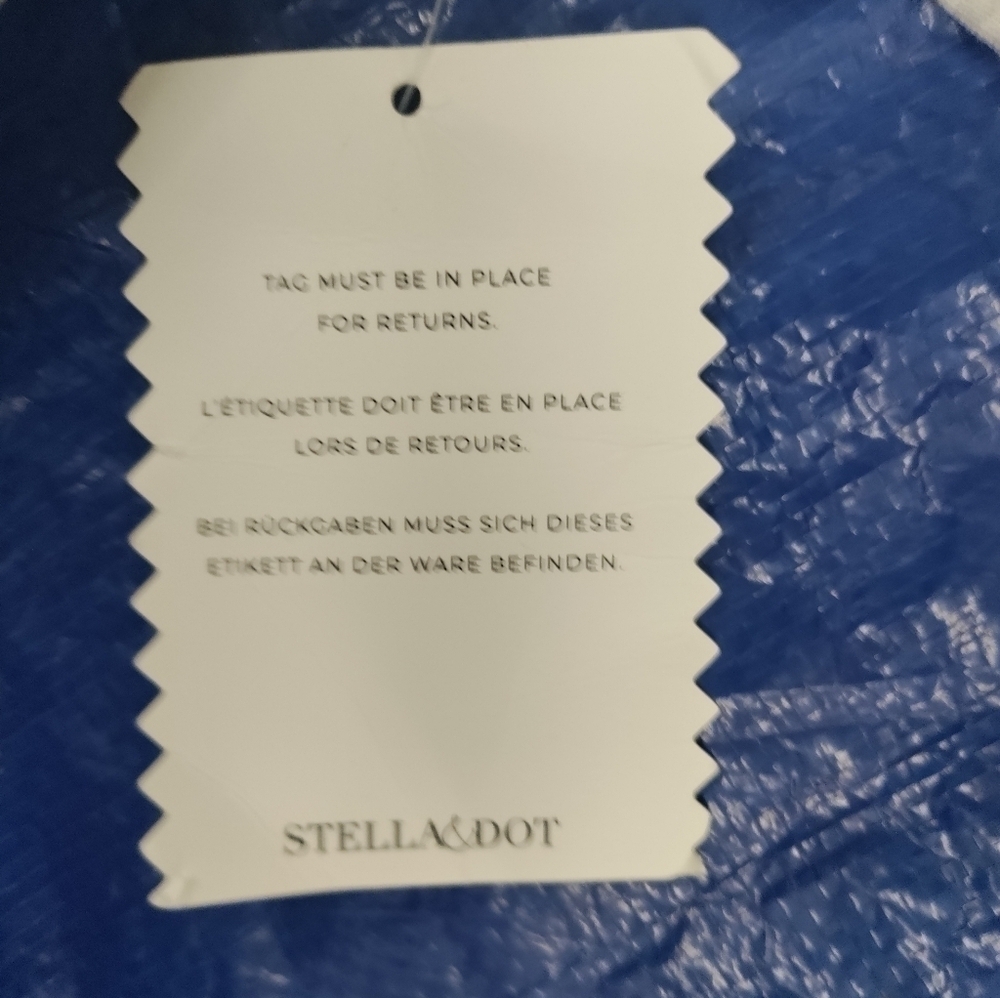 TAG MUST BE IN PLACE
FOR RETURNS.
L'ÉTIQUETTE DOIT ÊTRE EN PLACE
LORS DE RETOURS.
BEI RÜCKGABEN MUSS SICH DIESES
ETIKETT AN DER WARE BEFINDEN.
STELLA&DOT